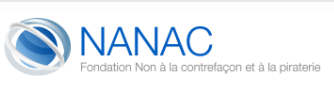 NANAC
Fondation Non à la contrefaçon et à la piraterie